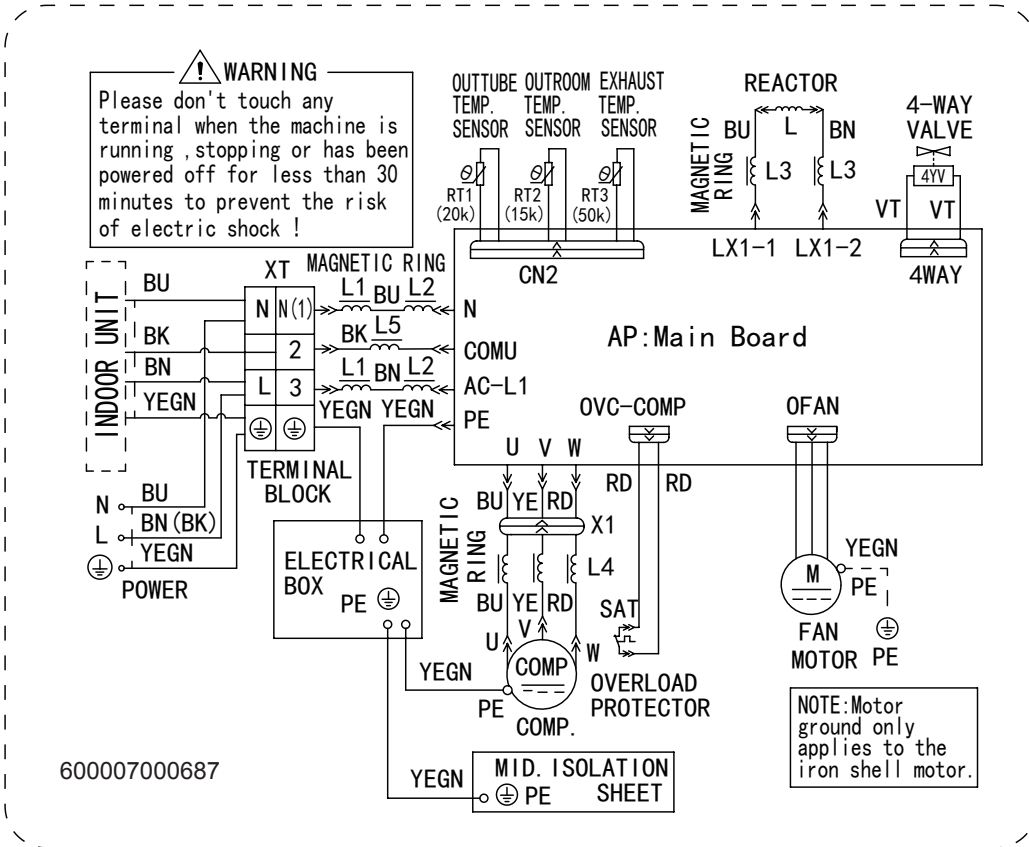 WARNING
Please don't touch any
terminal when the machine is
running ,stopping or has been
powered off for less than 30
minutes to prevent the risk
of electric shock !
OUTTUBE OUTROOM EXHAUST
TEMP. TEMP. TEMP.
SENSOR SENSOR SENSOR
RT1 RT2 RT3
(20k) (15k) (50k)
CN2
REACTOR
BU L BN
MAGNETIC
RING
L3 L3
LX1-1 LX1-2
4-WAY
VALVE
4YV
VT VT
4WAY
INDOOR UNIT
BU
BK
BN
YEGN
XT
N N(1)
2
L 3
TERMINAL
BLOCK
MAGNETIC RING
L1 BU L2
BK L5
L1 BN L2
YEGN YEGN
N
COMU
AC-L1
PE
AP:Main Board
OVC-COMP
OFAN
U V W
RD RD
N BU
L BN(BK)
YEGN
POWER
ELECTRICAL
BOX
PE
MAGNETIC
RING
BU YE RD
X1
L4
BU YE RD
U V W
COMP
PE
COMP.
YEGN
SAT
OVERLOAD
PROTECTOR
M
YEGN
PE
FAN
MOTOR PE
NOTE:Motor
ground only
applies to the
iron shell motor.
600007000687
YEGN
MID. ISOLATION
PE SHEET